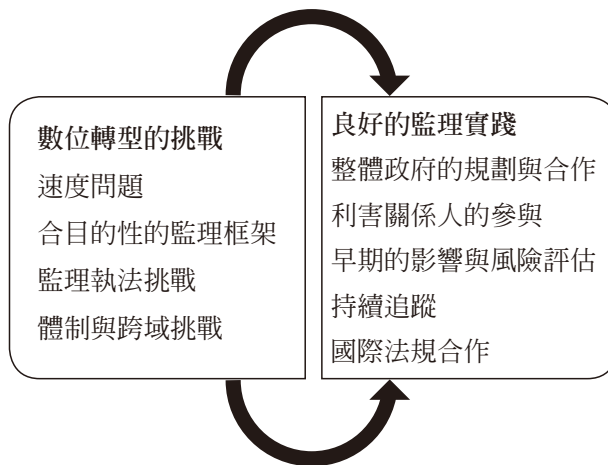 數位轉型的挑戰
速度問題
合目的性的監理框架
監理執法挑戰
體制與跨域挑戰
良好的監理實踐
整體政府的規劃與合作
利害關係人的參與
早期的影響與風險評估
持續追蹤
國際法規合作